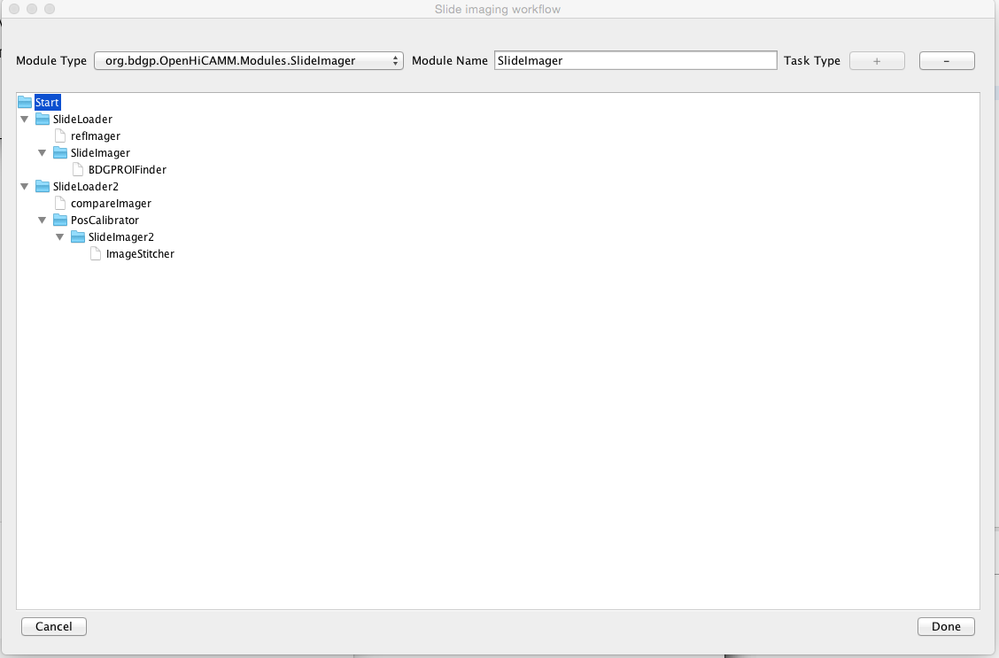 Slide imaging workflow
Module Type org.bdgp.OpenHiCAMM.Modules.SlideImager Module Name SlideImager Task Type + -
Start
SlideLoader
refImager
SlideImager
BDGPROIFinder
SlideLoader2
compareImager
PosCalibrator
SlideImager2
ImageStitcher
Cancel Done